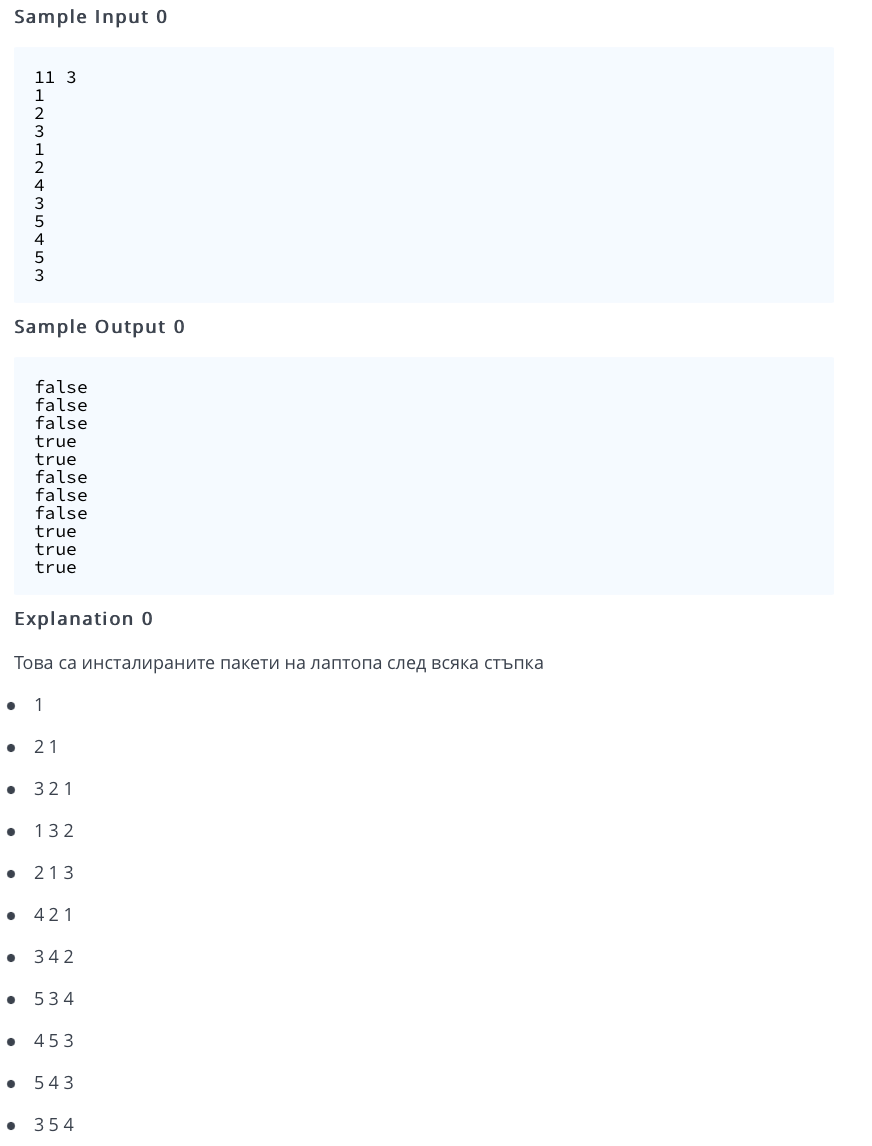 Sample Input 0
11 3
1
2
3
1
2
4
3
5
4
5
3
Sample Output 0
false
false
false
true
true
false
false
false
true
true
true
Explanation 0
Това са инсталираните пакети на лаптопа след всяка стъпка
1
2 1
3 2 1
1 3 2
2 1 3
4 2 1
3 4 2
5 3 4
4 5 3
5 4 3
3 5 4